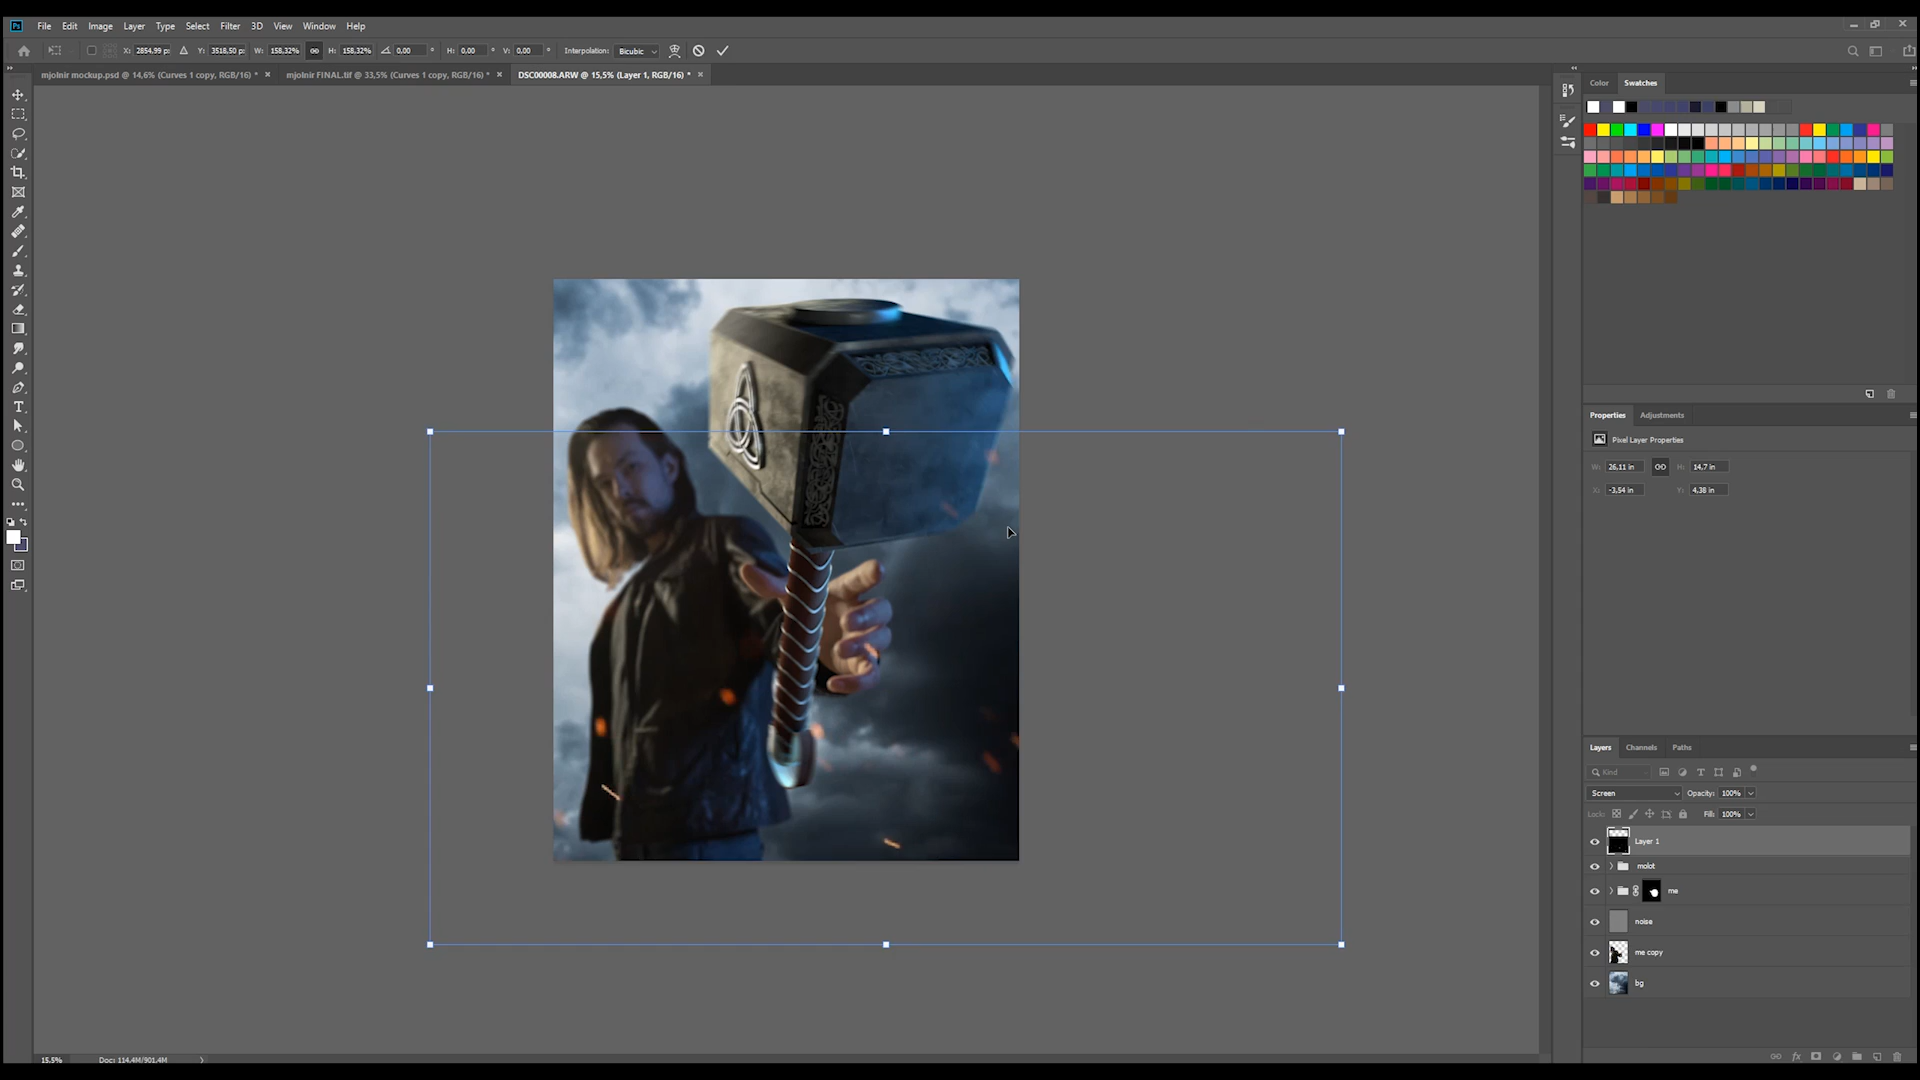 Ps File Edit Image Layer Type Select Filter 3D View Window Help
X: 2854,99 p: Y: 3518,50 p: W: 158,32% H: 158,32% 0,00 ° H: 0,00 ° V: 0,00 ° Interpolation: Bicubic
mjolnir mockup.psd @ 14,6% (Curves 1 copy, RGB/16) * × mjolnir FINAL.tif @ 33,5% (Curves 1 copy, RGB/16) * × DSC00008.ARW @ 15,5% (Layer 1, RGB/16) * ×
Color Swatches
Properties Adjustments
Pixel Layer Properties
W: 26,11 in H: 14,7 in
X: -3,54 in Y: 4,38 in
Layers Channels Paths
Kind
Screen Opacity: 100%
Lock: Fill: 100%
Layer 1
molot
me
noise
me copy
bg
15,5% Doc: 114,4M/901,4M